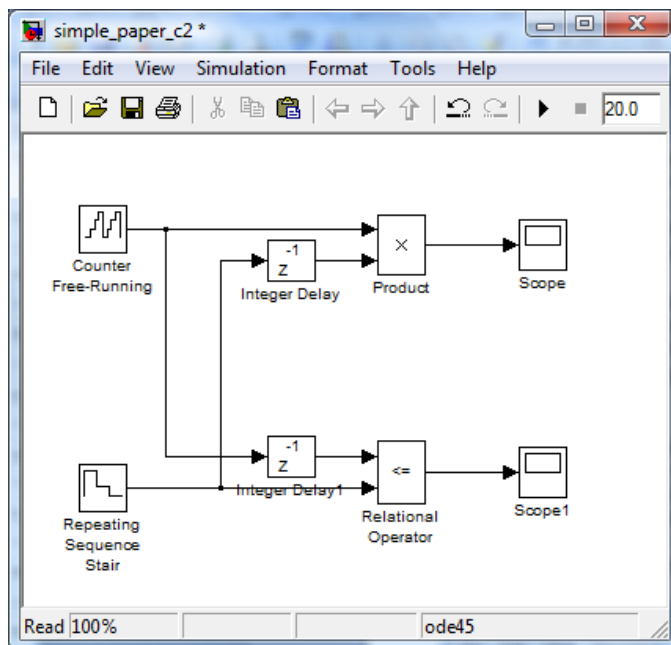 simple_paper_c2 *
File Edit View Simulation Format Tools Help
20.0
Counter
Free-Running
-1
Z
Integer Delay
×
Product
Scope
-1
Z
Integer Delay1
<=
Relational
Operator
Scope1
Repeating
Sequence
Stair
Read 100% ode45